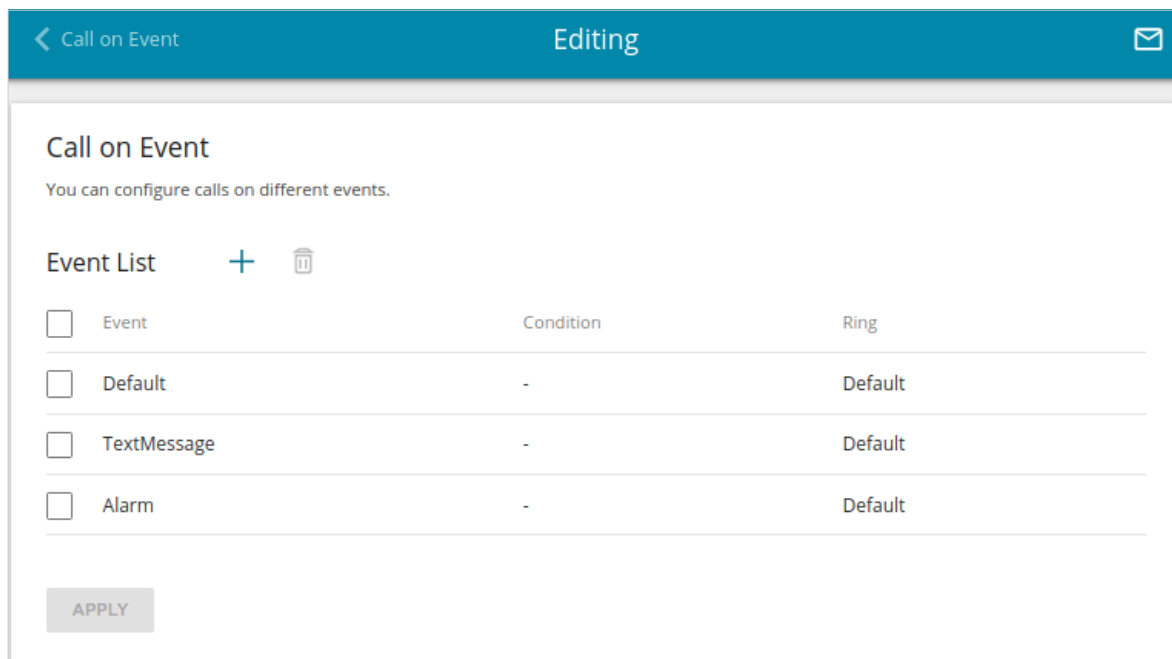 Call on Event Editing
Call on Event
You can configure calls on different events.
Event List
Event Condition Ring
Default - Default
TextMessage - Default
Alarm - Default
APPLY